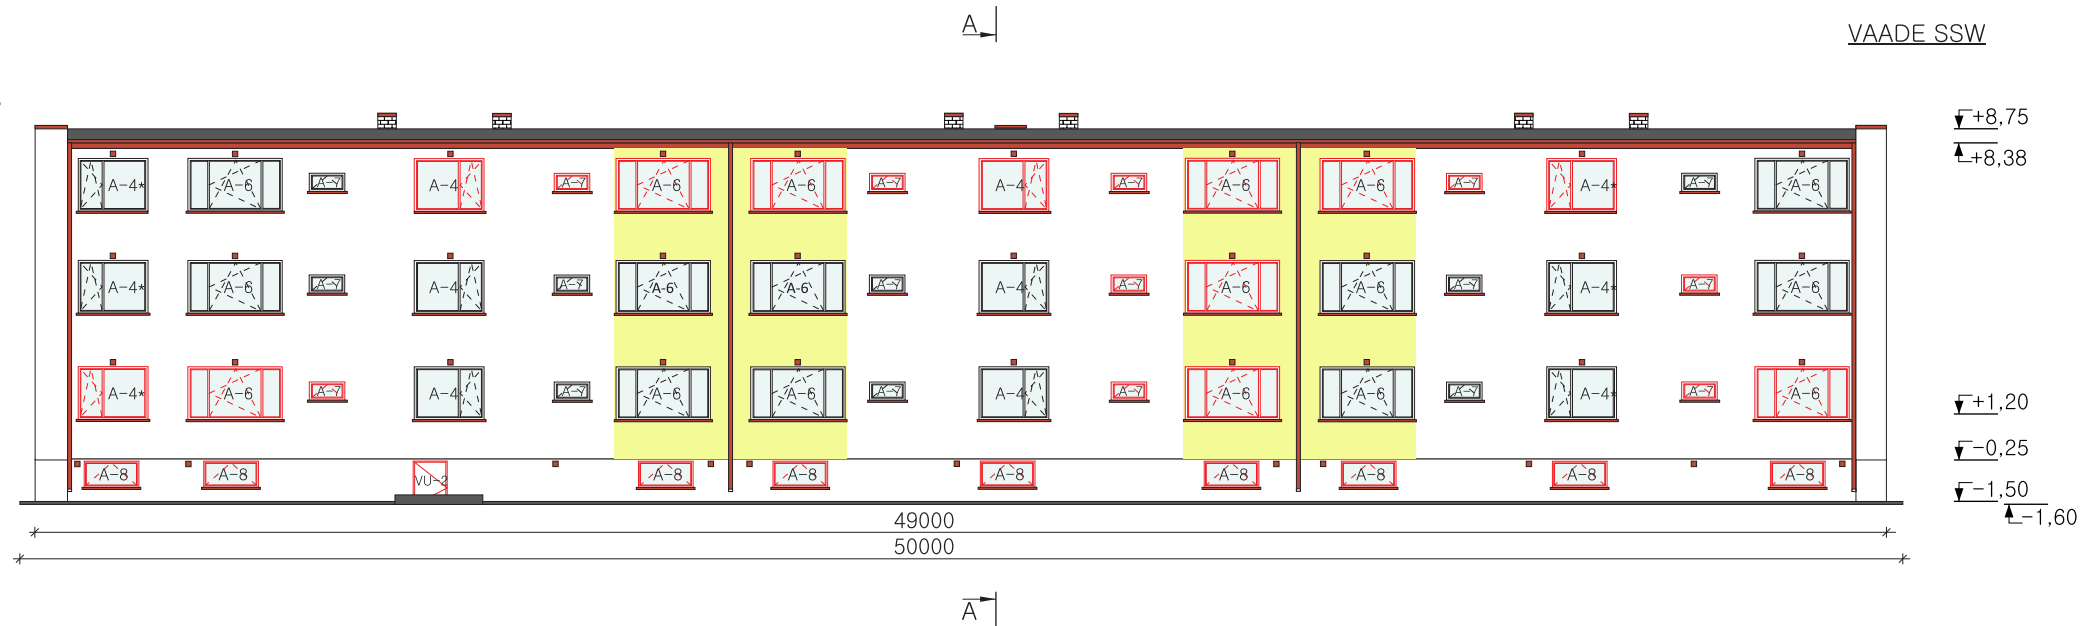 A
VAADE SSW
+8,75
+8,38
A-4* A-6 A-7 A-4 A-7 A-6 A-6 A-7 A-4 A-7 A-6 A-6 A-7 A-4* A-7 A-6
A-4* A-6 A-7 A-4 A-7 A-6 A-6 A-7 A-4 A-7 A-6 A-6 A-7 A-4* A-7 A-6
A-4* A-6 A-7 A-4 A-7 A-6 A-6 A-7 A-4 A-7 A-6 A-6 A-7 A-4* A-7 A-6
+1,20
-0,25
A-8 A-8 VU-2 A-8 A-8 A-8 A-8 A-8 A-8 A-8
-1,50
-1,60
49000
50000
A